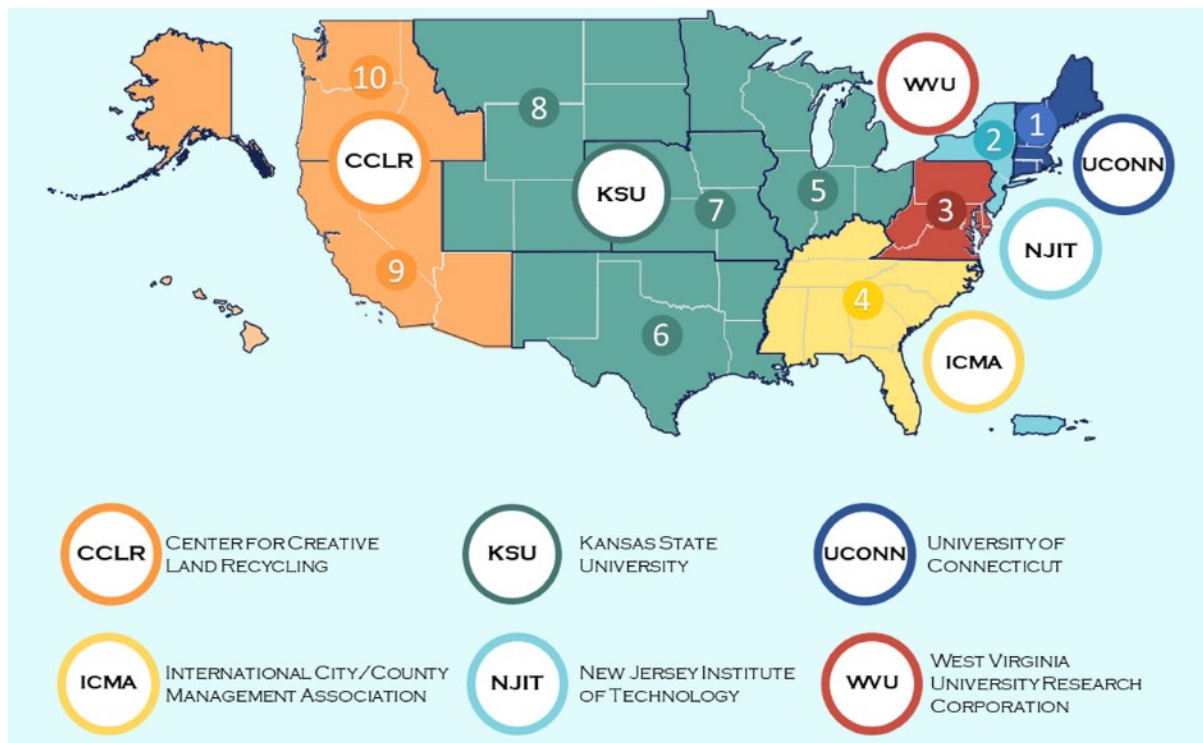 WVU
10
8
1
2
CCLR
UCONN
KSU
5
7
3
NJIT
9
4
6
ICMA
CCLR
CENTER FOR CREATIVE
LAND RECYCLING
KSU
KANSAS STATE
UNIVERSITY
UCONN
UNIVERSITY OF
CONNECTICUT
ICMA
INTERNATIONAL CITY/COUNTY
MANAGEMENT ASSOCIATION
NJIT
NEW JERSEY INSTITUTE
OF TECHNOLOGY
WVU
WEST VIRGINIA
UNIVERSITY RESEARCH
CORPORATION